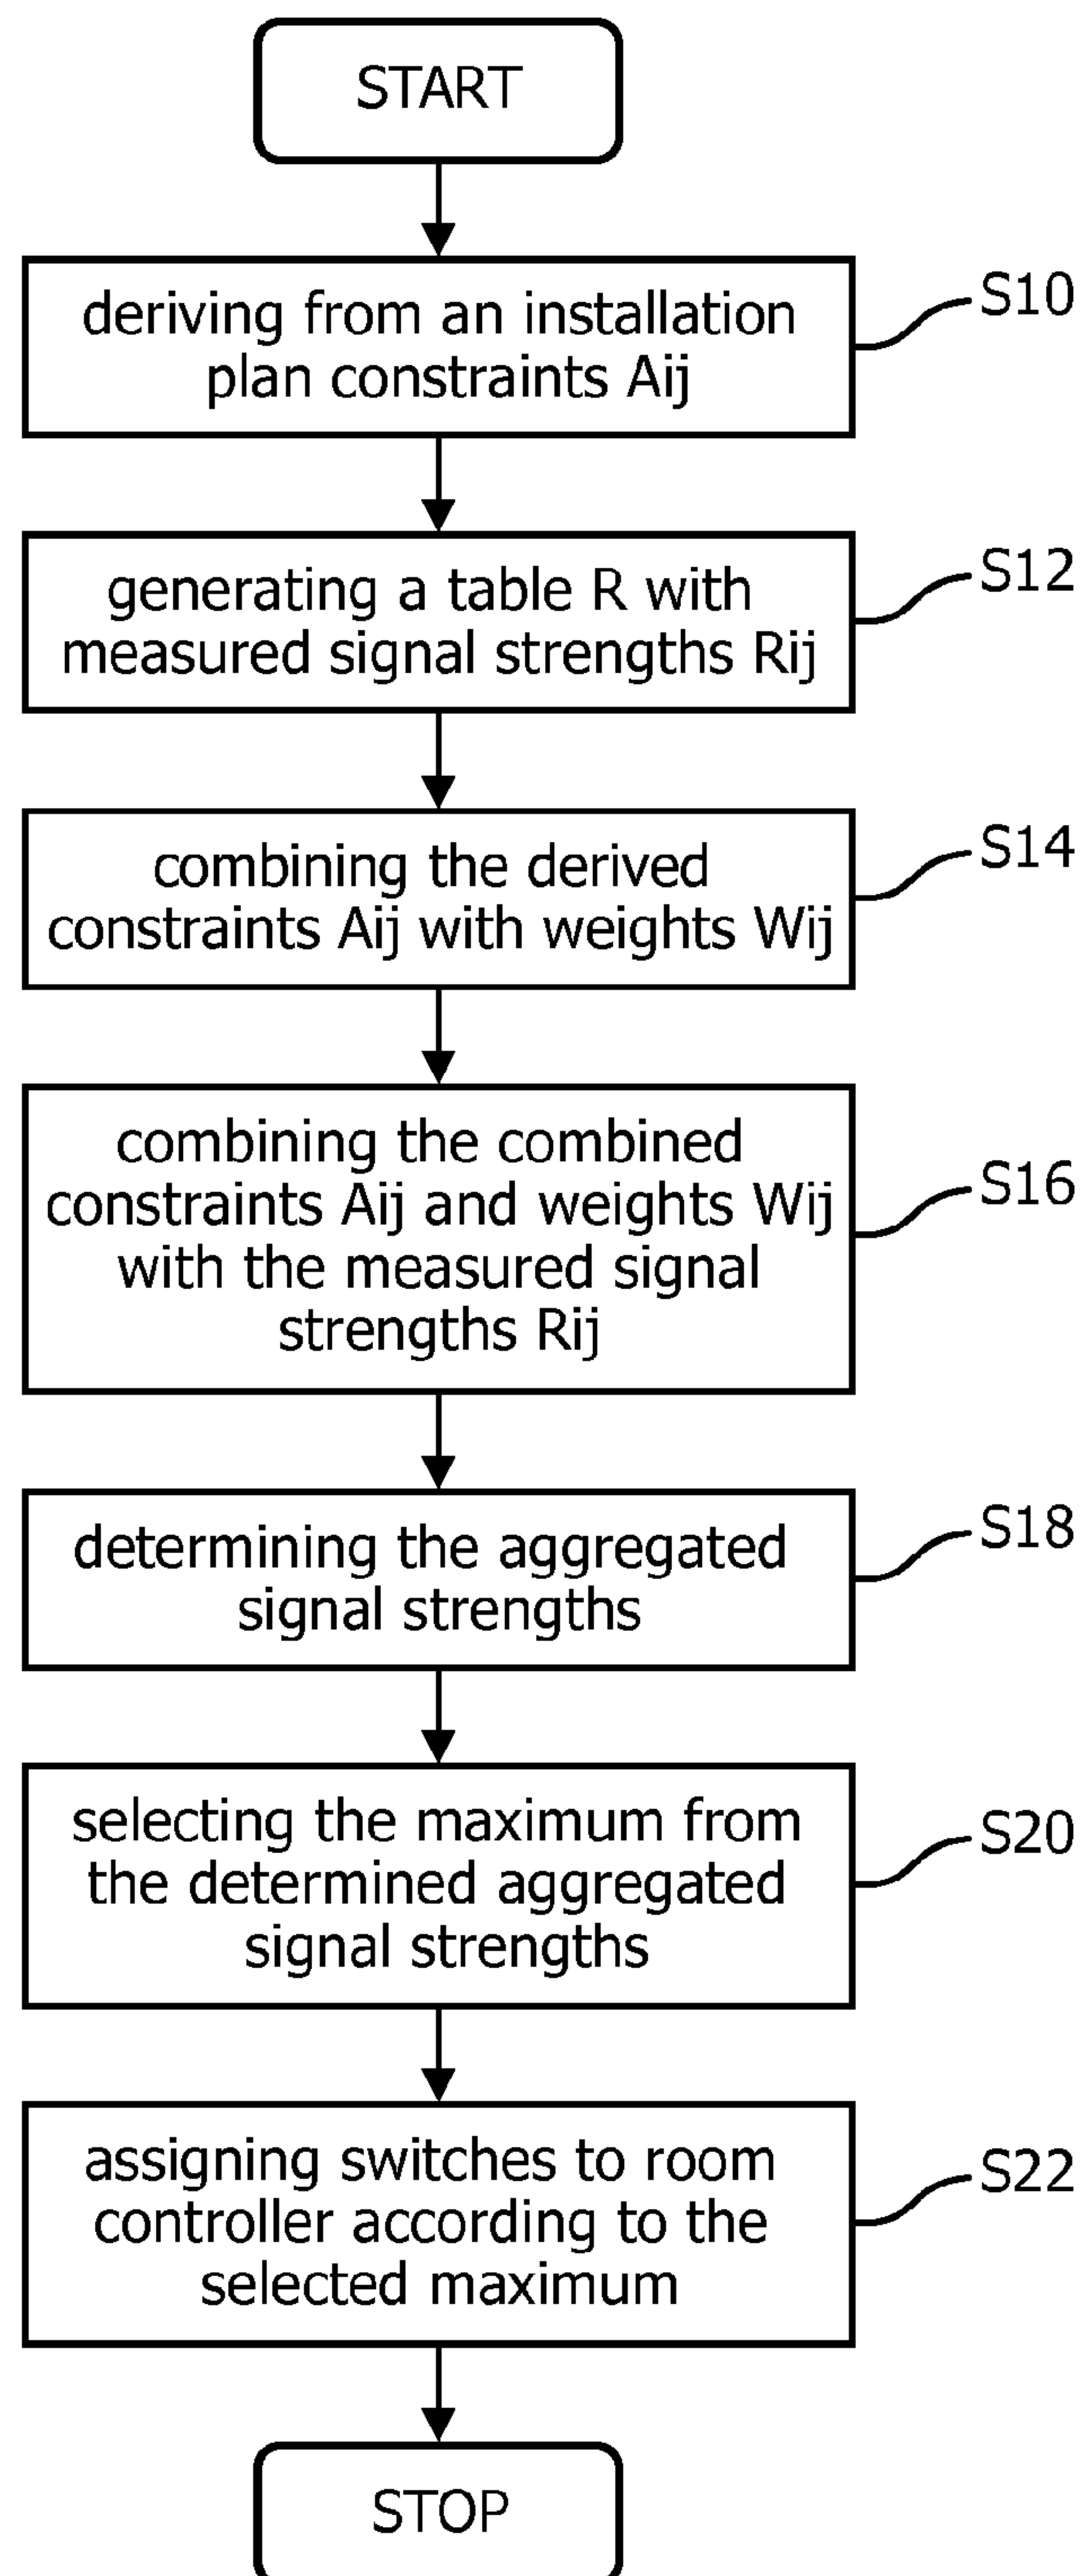 START
deriving from an installation
plan constraints Aij
S10
generating a table R with
measured signal strengths Rij
S12
combining the derived
constraints Aij with weights Wij
S14
combining the combined
constraints Aij and weights Wij
with the measured signal
strengths Rij
S16
determining the aggregated
signal strengths
S18
selecting the maximum from
the determined aggregated
signal strengths
S20
assigning switches to room
controller according to the
selected maximum
S22
STOP